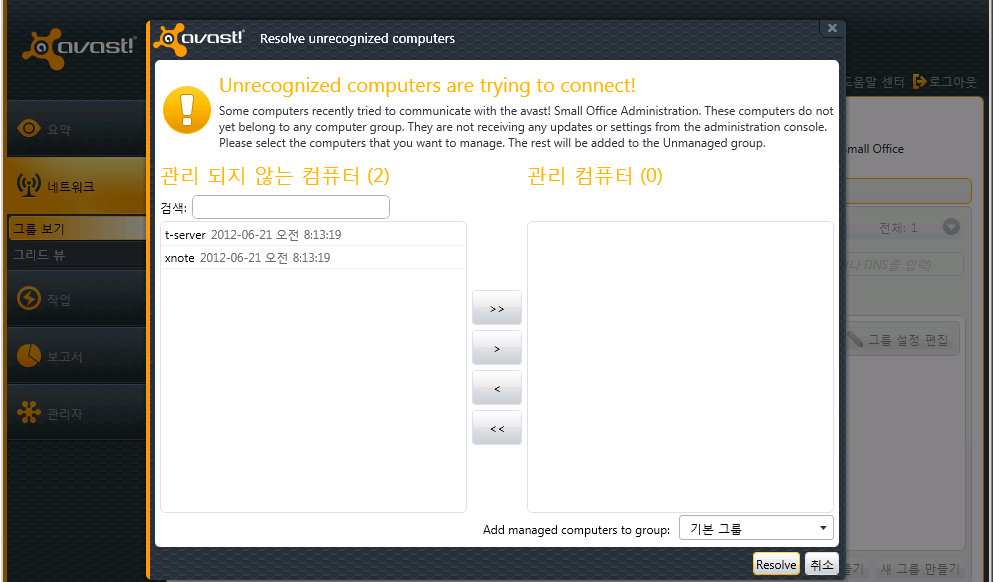 avast!
avast! Resolve unrecognized computers
Unrecognized computers are trying to connect!
Some computers recently tried to communicate with the avast! Small Office Administration. These computers do not
yet belong to any computer group. They are not receiving any updates or settings from the administration console.
Please select the computers that you want to manage. The rest will be added to the Unmanaged group.
관리 되지 않는 컴퓨터 (2)
관리 컴퓨터 (0)
검색:
t-server 2012-06-21 오전 8:13:19
xnote 2012-06-21 오전 8:13:19
>>
>
<
<<
Add managed computers to group: 기본 그룹
Resolve 취소
요약
네트워크
그룹 보기
그리드 뷰
작업
보고서
관리자
도움말 센터 로그아웃
Small Office
전체: 1
DNS를 입력)
그룹 설정 편집
새 그룹 만들기